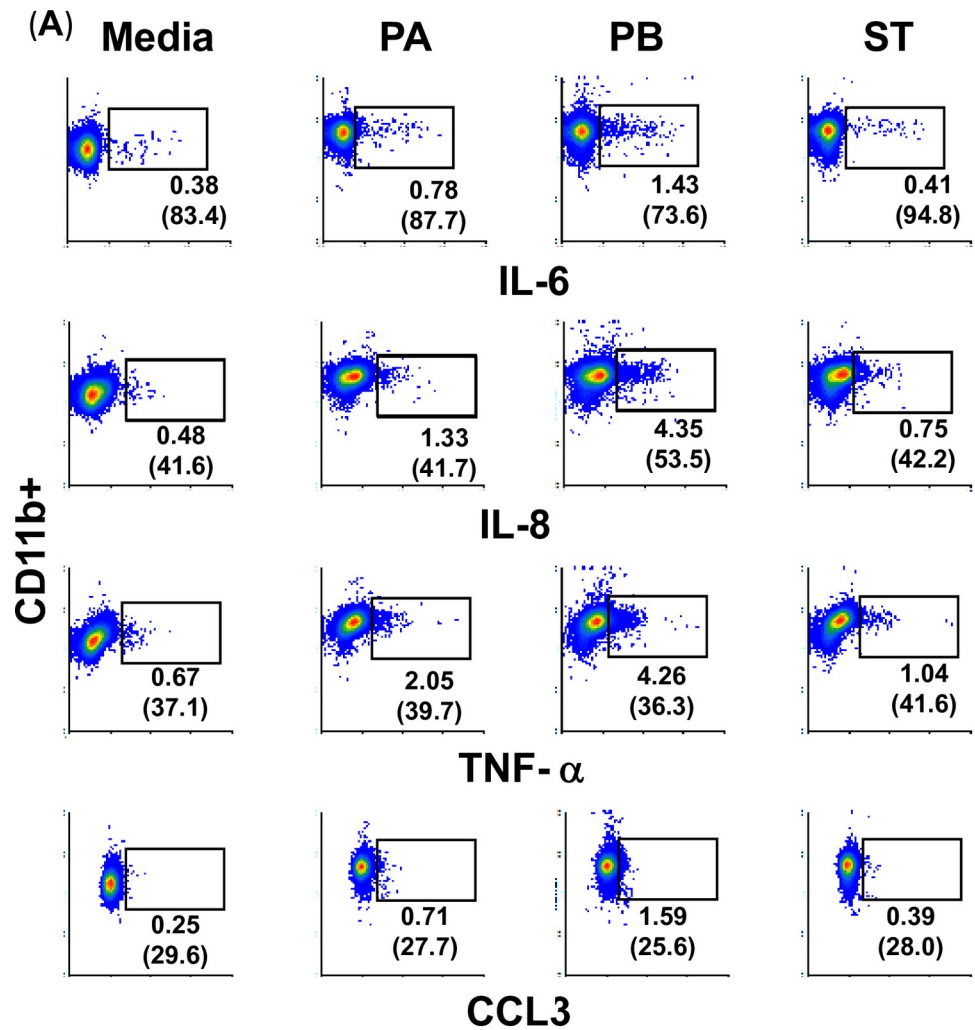 (A) Media PA PB ST
0.38 0.78 1.43 0.41
(83.4) (87.7) (73.6) (94.8)
IL-6
0.48 1.33 4.35 0.75
(41.6) (41.7) (53.5) (42.2)
IL-8
CD11b+
0.67 2.05 4.26 1.04
(37.1) (39.7) (36.3) (41.6)
TNF- α
0.25 0.71 1.59 0.39
(29.6) (27.7) (25.6) (28.0)
CCL3